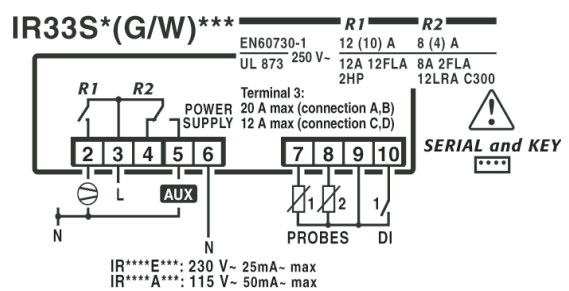 IR33S*(G/W)***
R1 R2
EN60730-1 12 (10) A 8 (4) A
UL 873 250 V~ 12A 12FLA 8A 2FLA
2HP 12LRA C300
Terminal 3:
20 A max (connection A,B)
12 A max (connection C,D)
R1 R2
POWER
SUPPLY
SERIAL and KEY
2 3 4 5 6 7 8 9 10
L AUX 1 2 1
N
N
PROBES DI
IR****E***: 230 V~ 25mA~ max
IR****A***: 115 V~ 50mA~ max